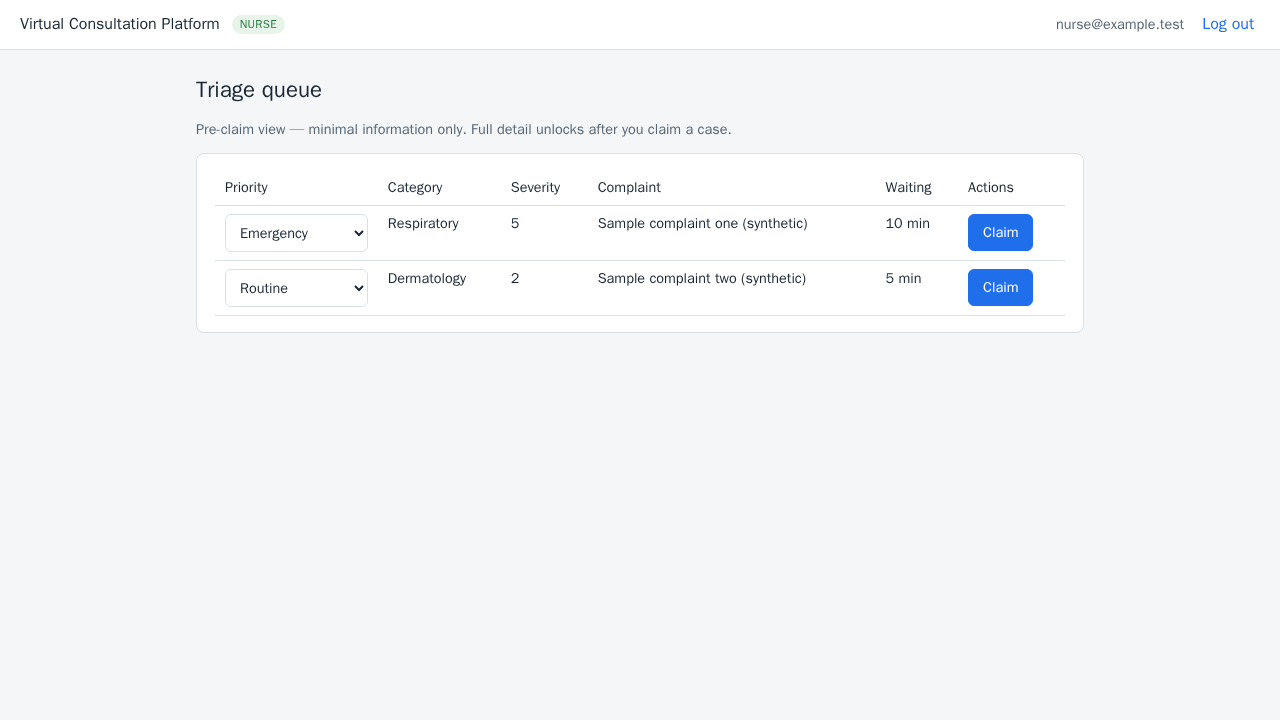 Virtual Consultation Platform NURSE nurse@example.test Log out
Triage queue
Pre-claim view — minimal information only. Full detail unlocks after you claim a case.
Priority Category Severity Complaint Waiting Actions
Emergency Respiratory 5 Sample complaint one (synthetic) 10 min Claim
Routine Dermatology 2 Sample complaint two (synthetic) 5 min Claim